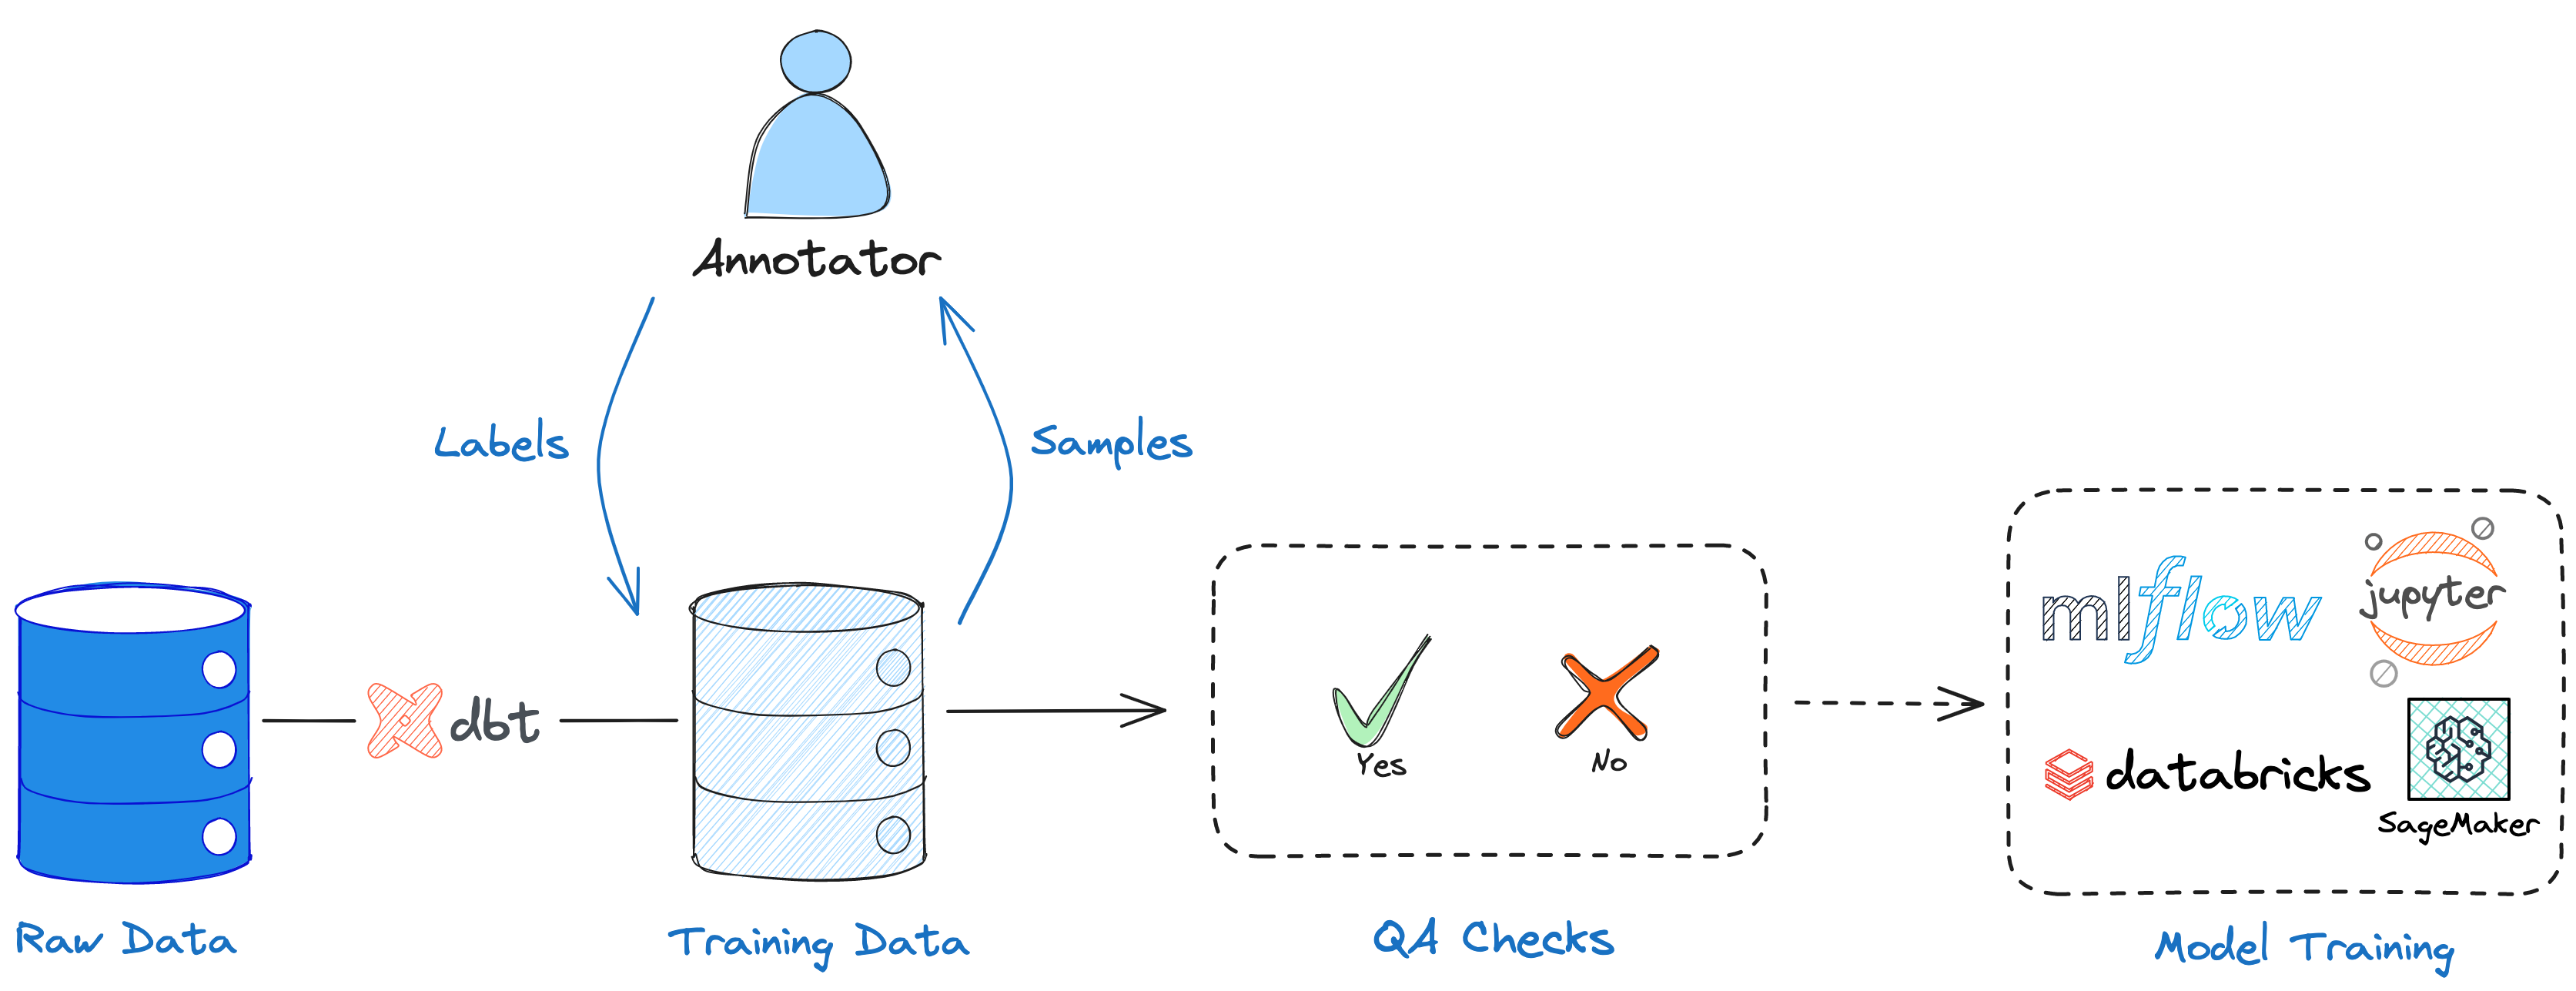 Annotator
Labels
Samples
dbt
Yes
No
mlflow
jupyter
databricks
SageMaker
Raw Data
Training Data
QA Checks
Model Training